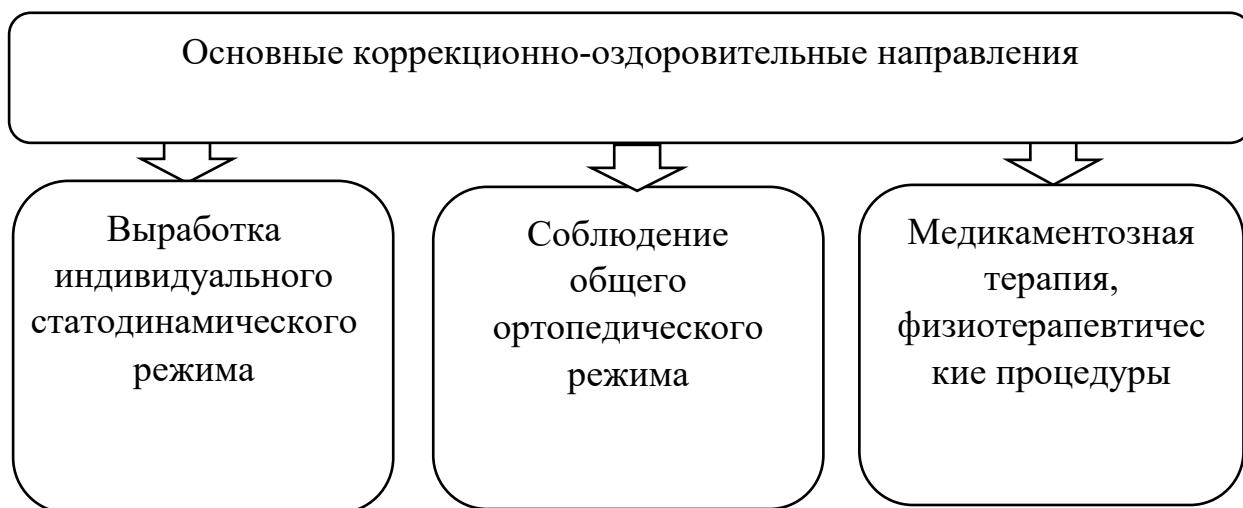 Основные коррекционно-оздоровительные направления
Выработка
индивидуального
статодинамического
режима
Соблюдение
общего
ортопедического
режима
Медикаментозная
терапия,
физиотерапевтичес
кие процедуры